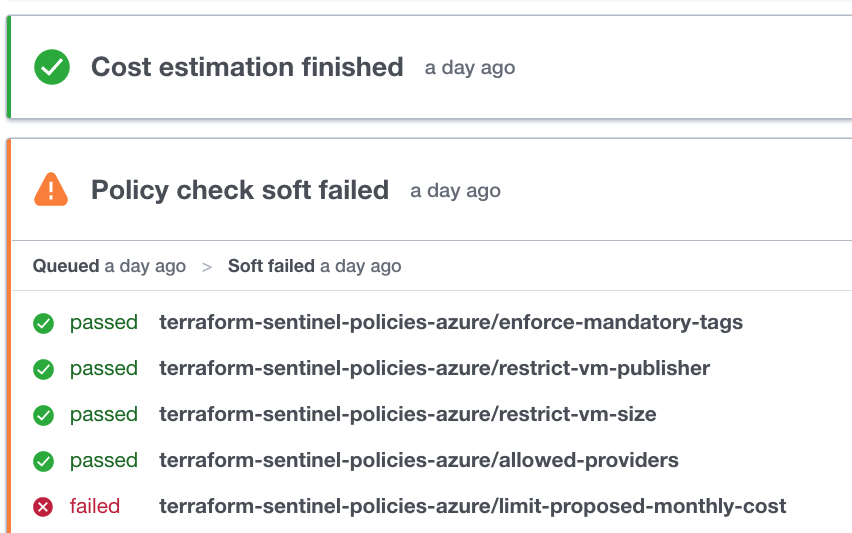 Cost estimation finished a day ago
Policy check soft failed a day ago
Queued a day ago > Soft failed a day ago
passed terraform-sentinel-policies-azure/enforce-mandatory-tags
passed terraform-sentinel-policies-azure/restrict-vm-publisher
passed terraform-sentinel-policies-azure/restrict-vm-size
passed terraform-sentinel-policies-azure/allowed-providers
failed terraform-sentinel-policies-azure/limit-proposed-monthly-cost